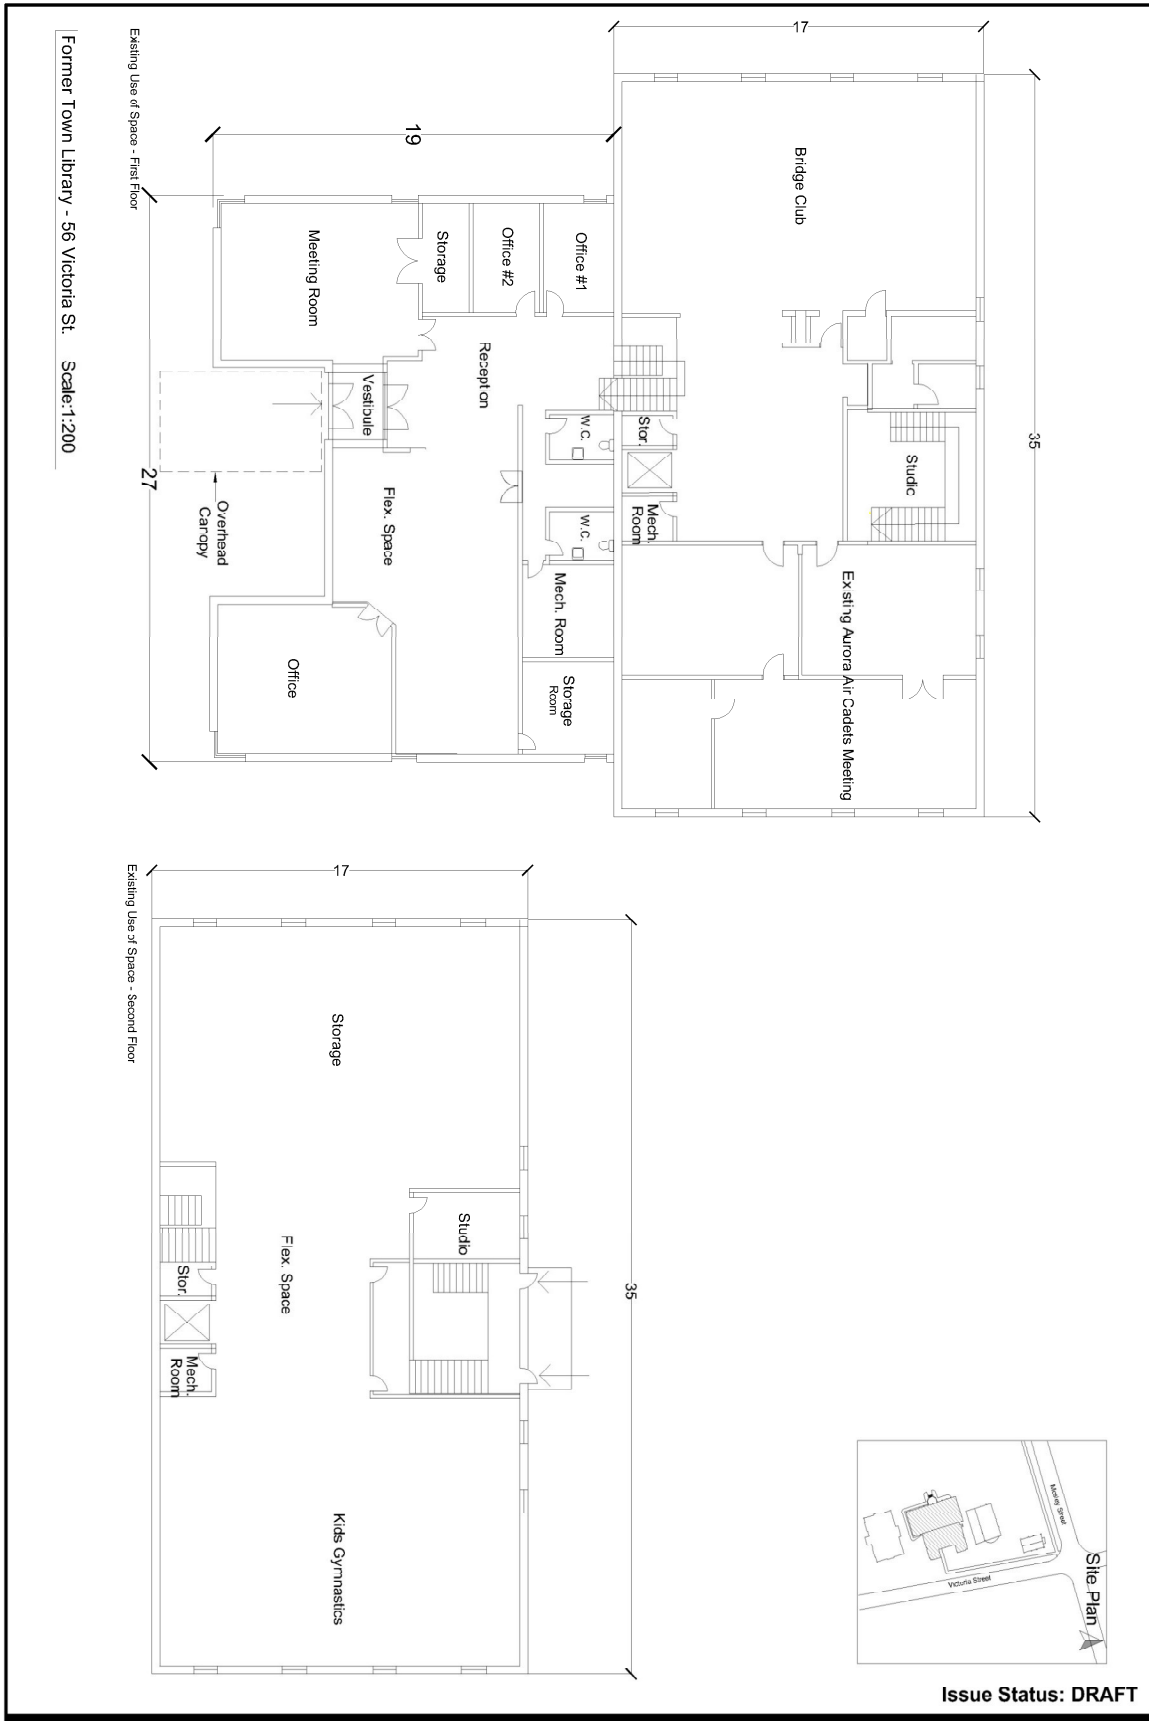 Former Town Library - 56 Victoria St. Scale:1:200
Existing Use of Space - First Floor
17
35
19
27
Bridge Club
Meeting Room
Storage
Office #2
Office #1
Reception
Vestibule
W.C.
Stor.
Studio
Flex. Space
W.C.
Mech.
Room
Overhead
Canopy
Mech. Room
Existing Aurora Air Cadets Meeting
Office
Storage
Room
Existing Use of Space - Second Floor
17
35
Storage
Studio
Flex. Space
Stor.
Mech.
Room
Kids Gymnastics
Site Plan
Mosley Street
Victoria Street
Issue Status: DRAFT